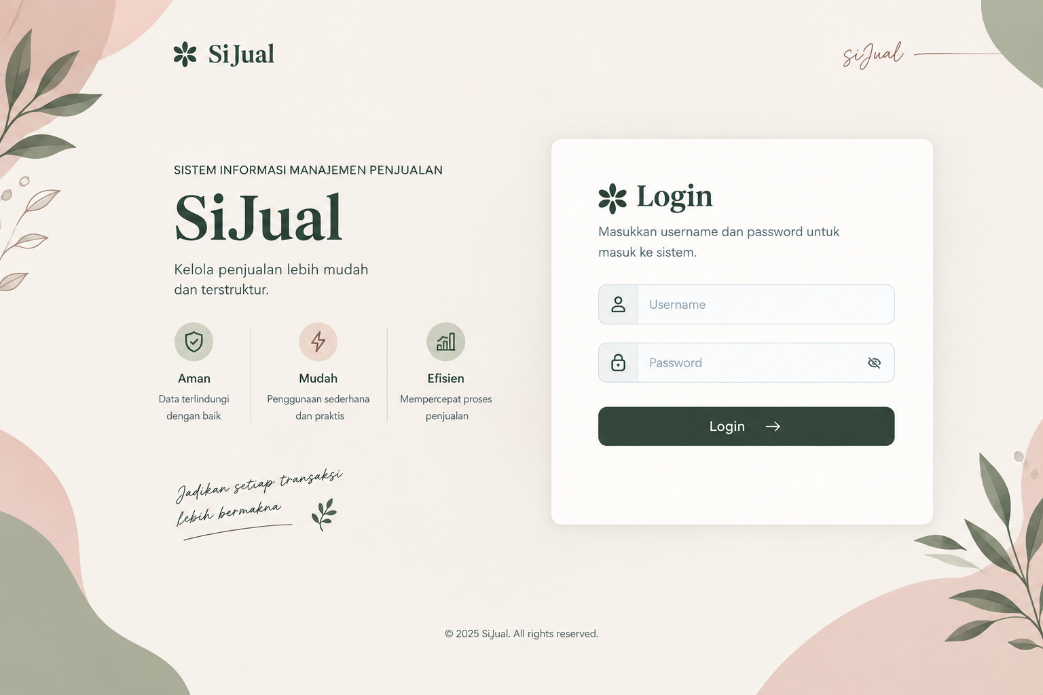 SiJual
SiJual
SISTEM INFORMASI MANAJEMEN PENJUALAN
SiJual
Kelola penjualan lebih mudah
dan terstruktur.
Aman
Data terlindungi
dengan baik
Mudah
Penggunaan sederhana
dan praktis
Efisien
Mempercepat proses
penjualan
Jadikan setiap transaksi
lebih bermakna
Login
Masukkan username dan password untuk
masuk ke sistem.
Username
Password
Login
© 2025 SiJual. All rights reserved.